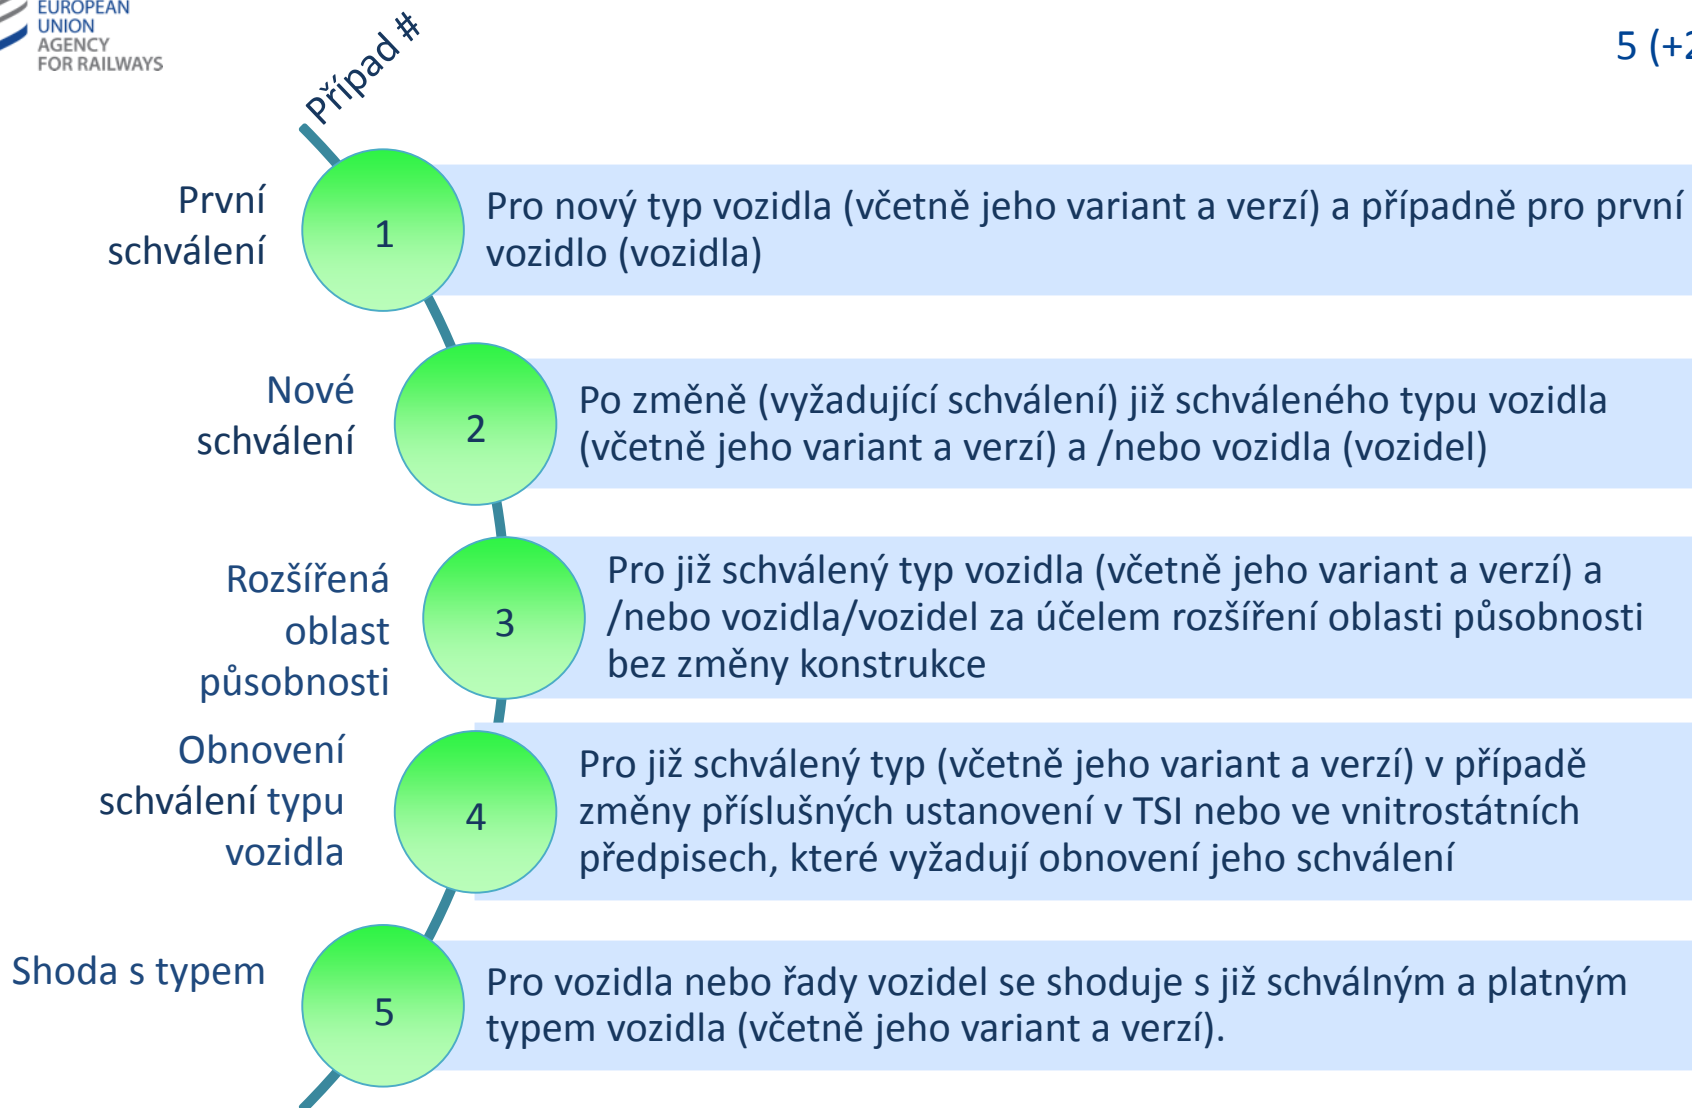 EUROPEAN
UNION
AGENCY
FOR RAILWAYS
Případ #
5 (+2
První
schválení
1
Pro nový typ vozidla (včetně jeho variant a verzí) a případně pro první
vozidlo (vozidla)
Nové
schválení
2
Po změně (vyžadující schválení) již schváleného typu vozidla
(včetně jeho variant a verzí) a /nebo vozidla (vozidel)
Rozšířená
oblast
působnosti
3
Pro již schválený typ vozidla (včetně jeho variant a verzí) a
/nebo vozidla/vozidel za účelem rozšíření oblasti působnosti
bez změny konstrukce
Obnovení
schválení typu
vozidla
4
Pro již schválený typ (včetně jeho variant a verzí) v případě
změny příslušných ustanovení v TSI nebo ve vnitrostátních
předpisech, které vyžadují obnovení jeho schválení
Shoda s typem
5
Pro vozidla nebo řady vozidel se shoduje s již schválným a platným
typem vozidla (včetně jeho variant a verzí).